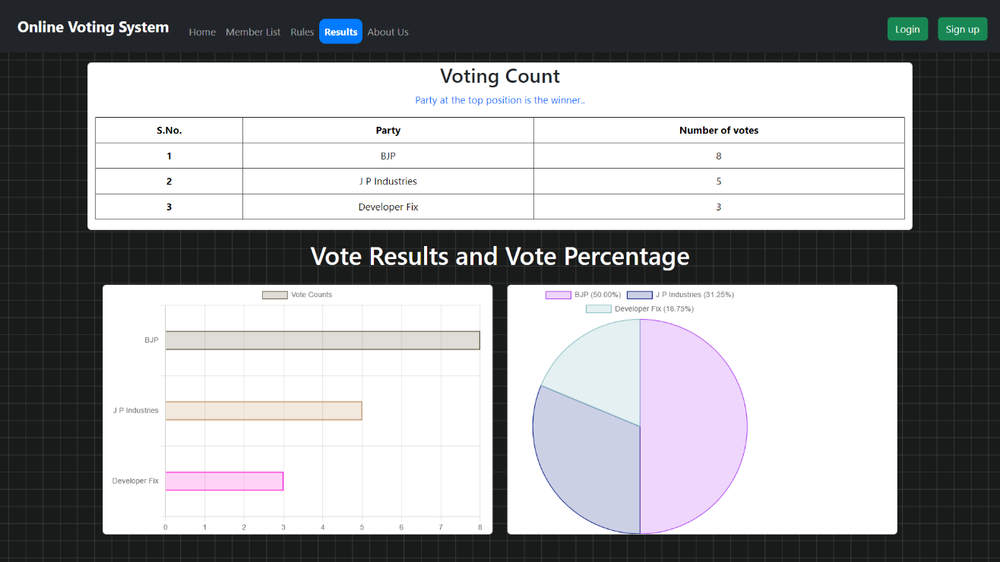 Online Voting System Home Member List Rules Results About Us Login Sign up
Voting Count
Party at the top position is the winner..
S.No. Party Number of votes
1 BJP 8
2 J P Industries 5
3 Developer Fix 3
Vote Results and Vote Percentage
Vote Counts
BJP
J P Industries
Developer Fix
0 1 2 3 4 5 6 7 8
BJP (50.00%) J P Industries (31.25%)
Developer Fix (18.75%)